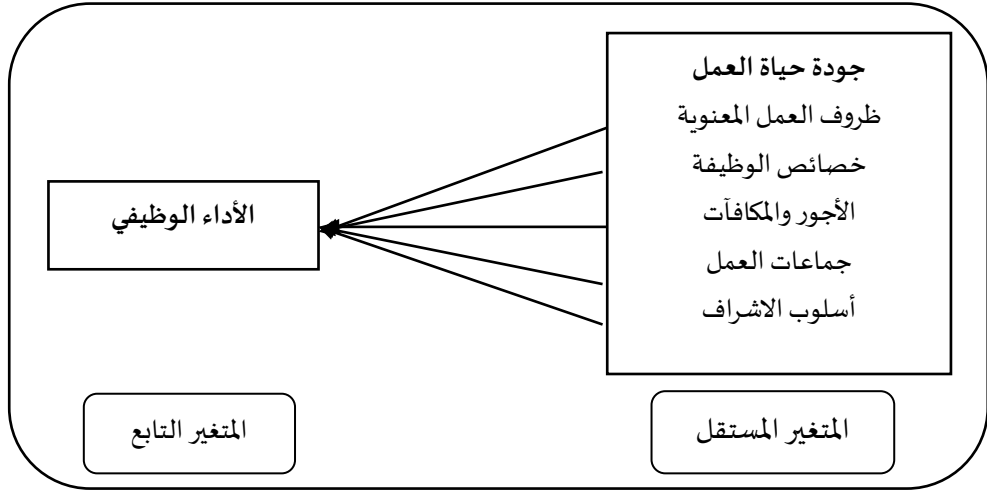 جودة حياة العمل
ظروف العمل المعنوية
خصائص الوظيفة
الأجور والمكافآت
جماعات العمل
أسلوب الاشراف
الأداء الوظيفي
المتغير المستقل
المتغير التابع